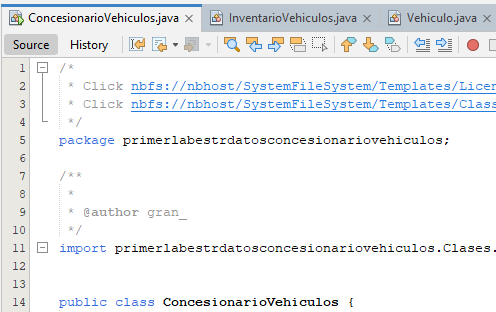 ConcesionarioVehiculos.java InventarioVehiculos.java Vehiculo.java
Source History
1 /*
2 * Click nbfs://nbhost/SystemFileSystem/Templates/Licen
3 * Click nbfs://nbhost/SystemFileSystem/Templates/Class
4 */
5 package primerlabestrdatosconcesionariovehiculos;
6
7 /**
8 *
9 * @author gran_
10 */
11 import primerlabestrdatosconcesionariovehiculos.Clases.
12
13
14 public class ConcesionarioVehiculos {